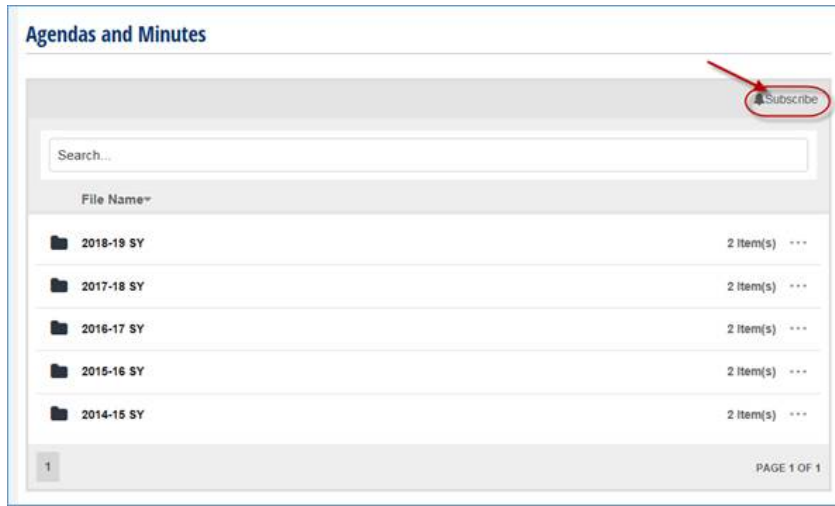 Agendas and Minutes
Subscribe
Search...
File Name
2018-19 SY 2 Item(s) ...
2017-18 SY 2 Item(s) ...
2016-17 SY 2 Item(s) ...
2015-16 SY 2 Item(s) ...
2014-15 SY 2 Item(s) ...
1 PAGE 1 OF 1